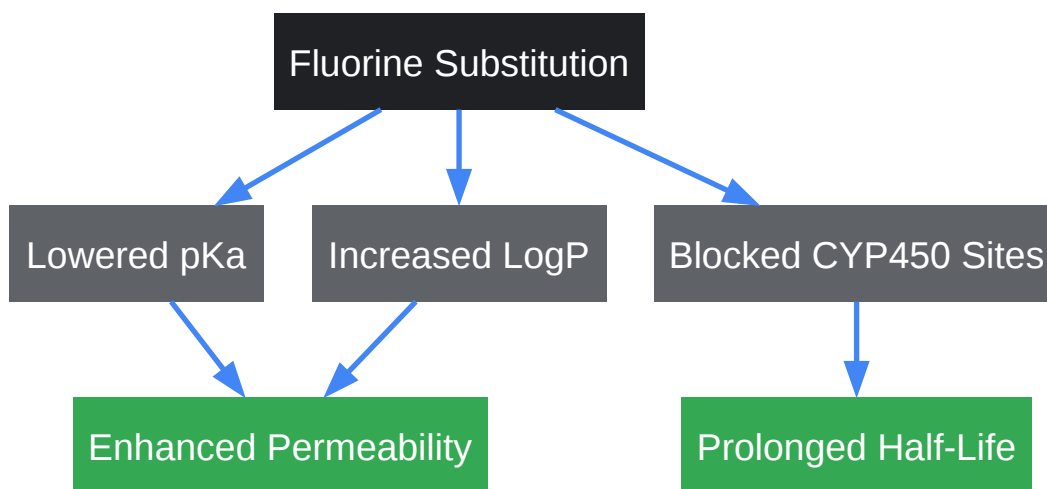 Fluorine Substitution
Lowered pKa
Increased LogP
Blocked CYP450 Sites
Enhanced Permeability
Prolonged Half-Life